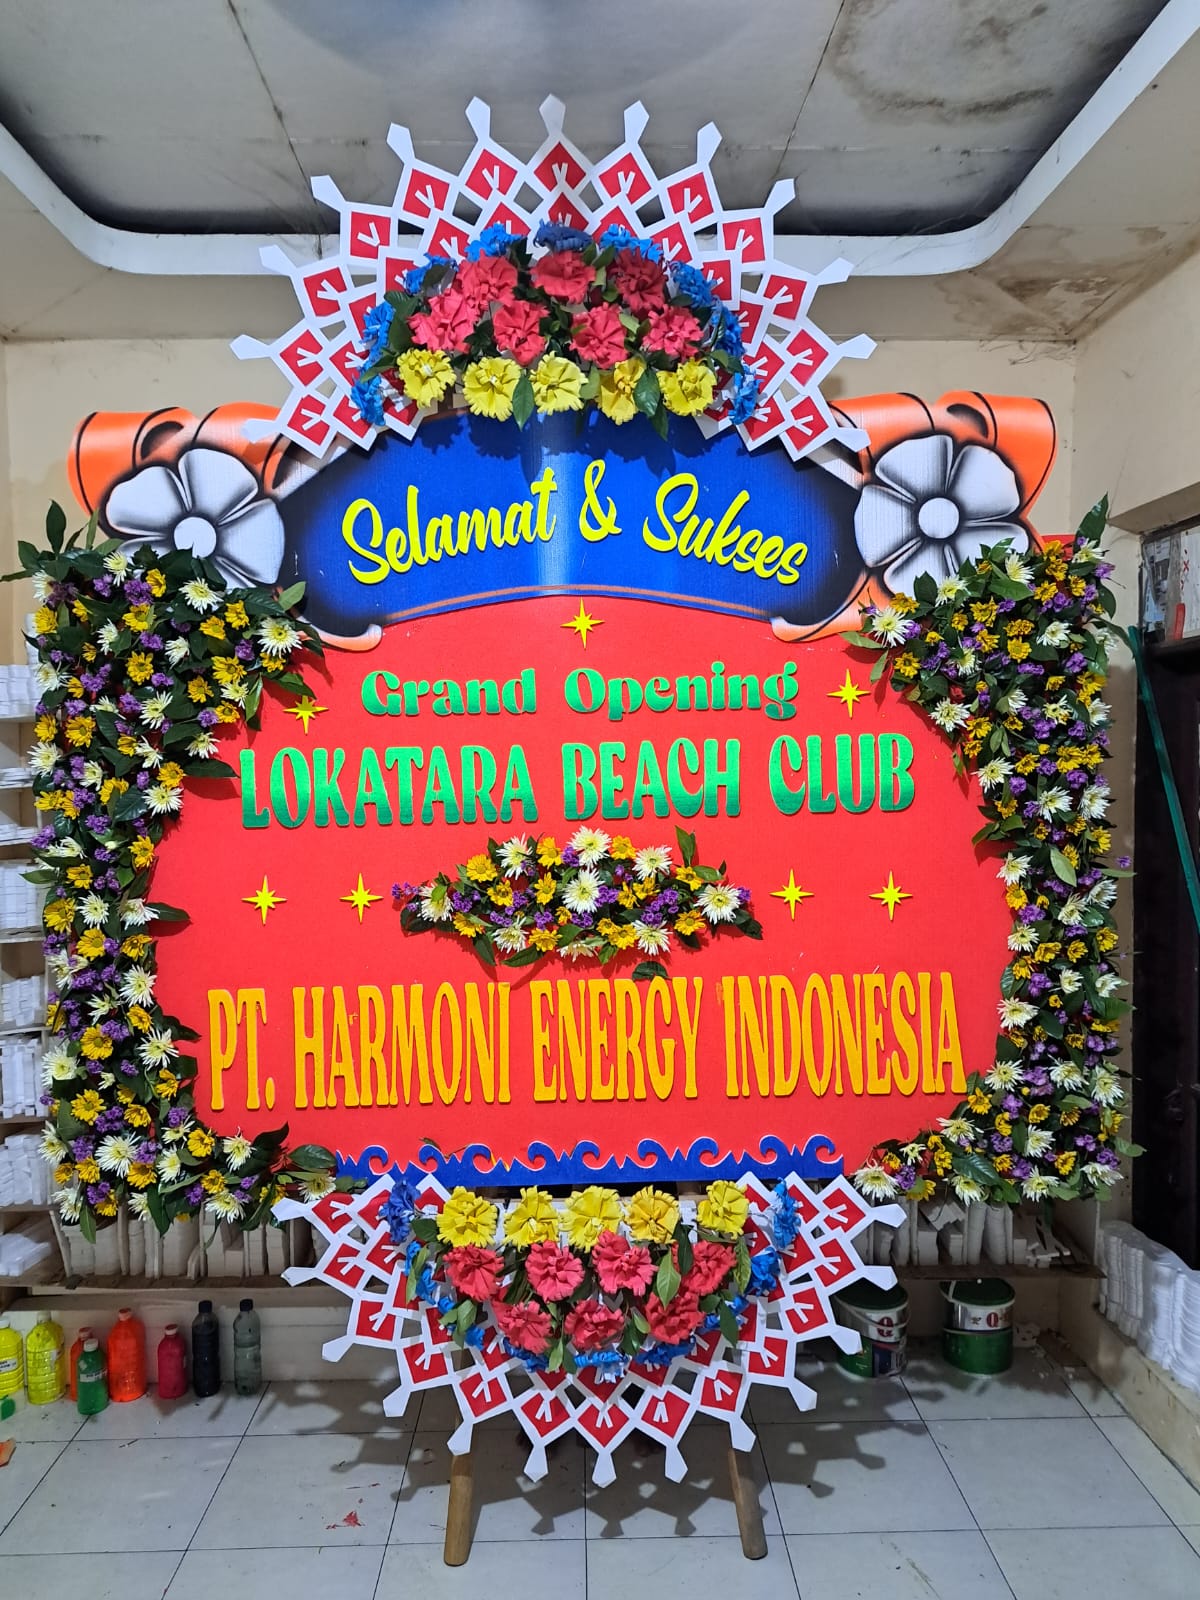 Selamat & Sukses
Grand Opening
LOKATARA BEACH CLUB
PT. HARMONI ENERGY INDONESIA